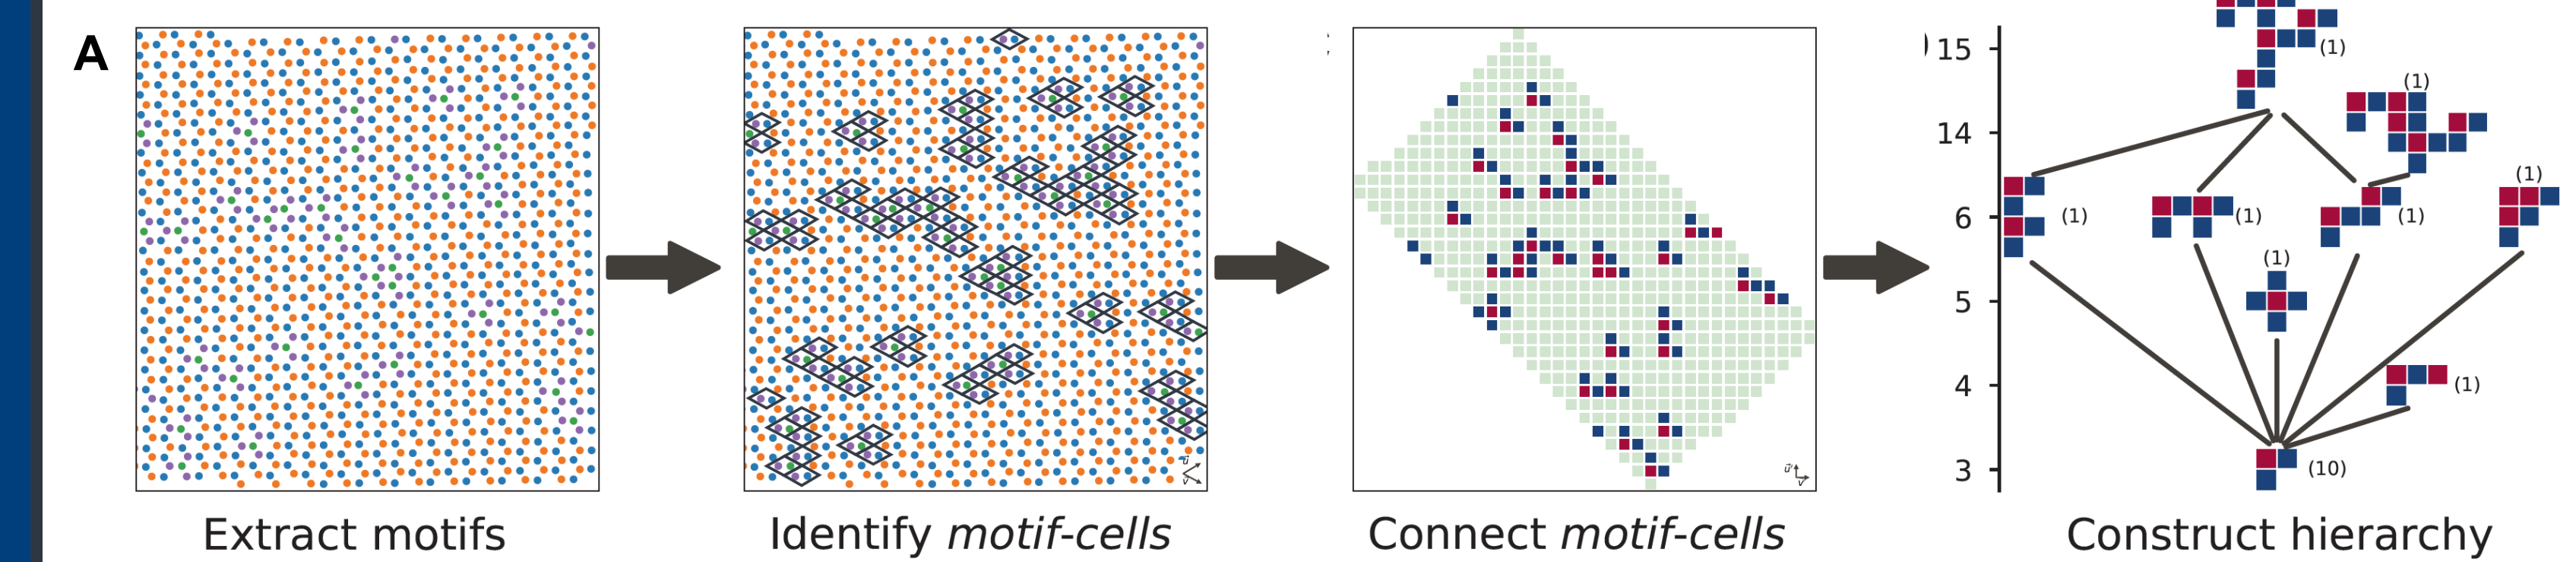 A
u
v
u'
v'
15
14
6
5
4
3
(1)
(1)
(1)
(1)
(1)
(1)
(1)
(1)
(10)
Extract motifs
Identify motif-cells
Connect motif-cells
Construct hierarchy